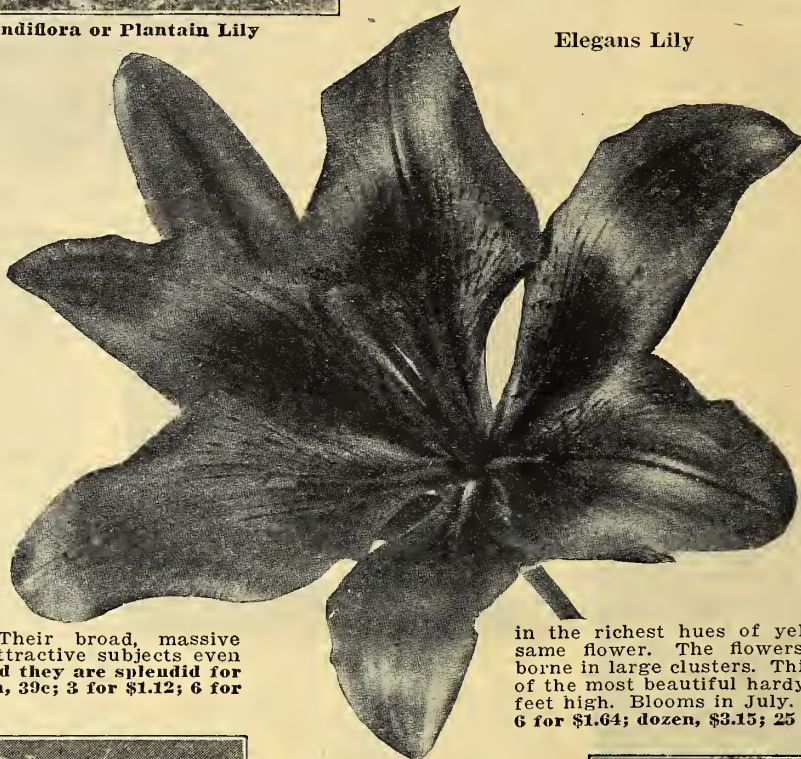 ndiflora or Plantain Lily
Elegans Lily
Their broad, massive
ttractive subjects even
d they are splendid for
n, 39c; 3 for $1.12; 6 for
in the richest hues of yel
same flower. The flowers
borne in large clusters. Thi
of the most beautiful hardy
feet high. Blooms in July.
6 for $1.64; dozen, $3.15; 25